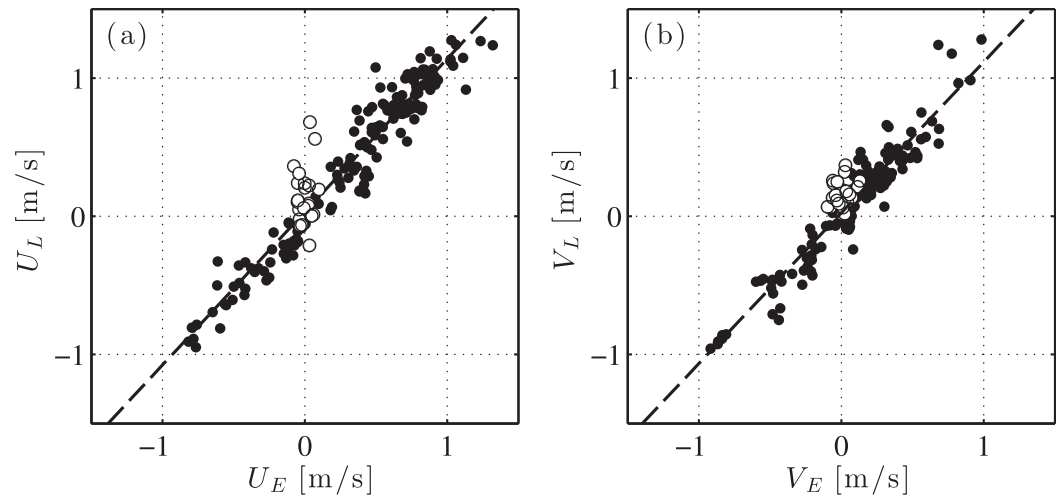 (a)
1
0
−1
U_L [m/s]
−1 0 1
U_E [m/s]
(b)
1
0
−1
V_L [m/s]
−1 0 1
V_E [m/s]